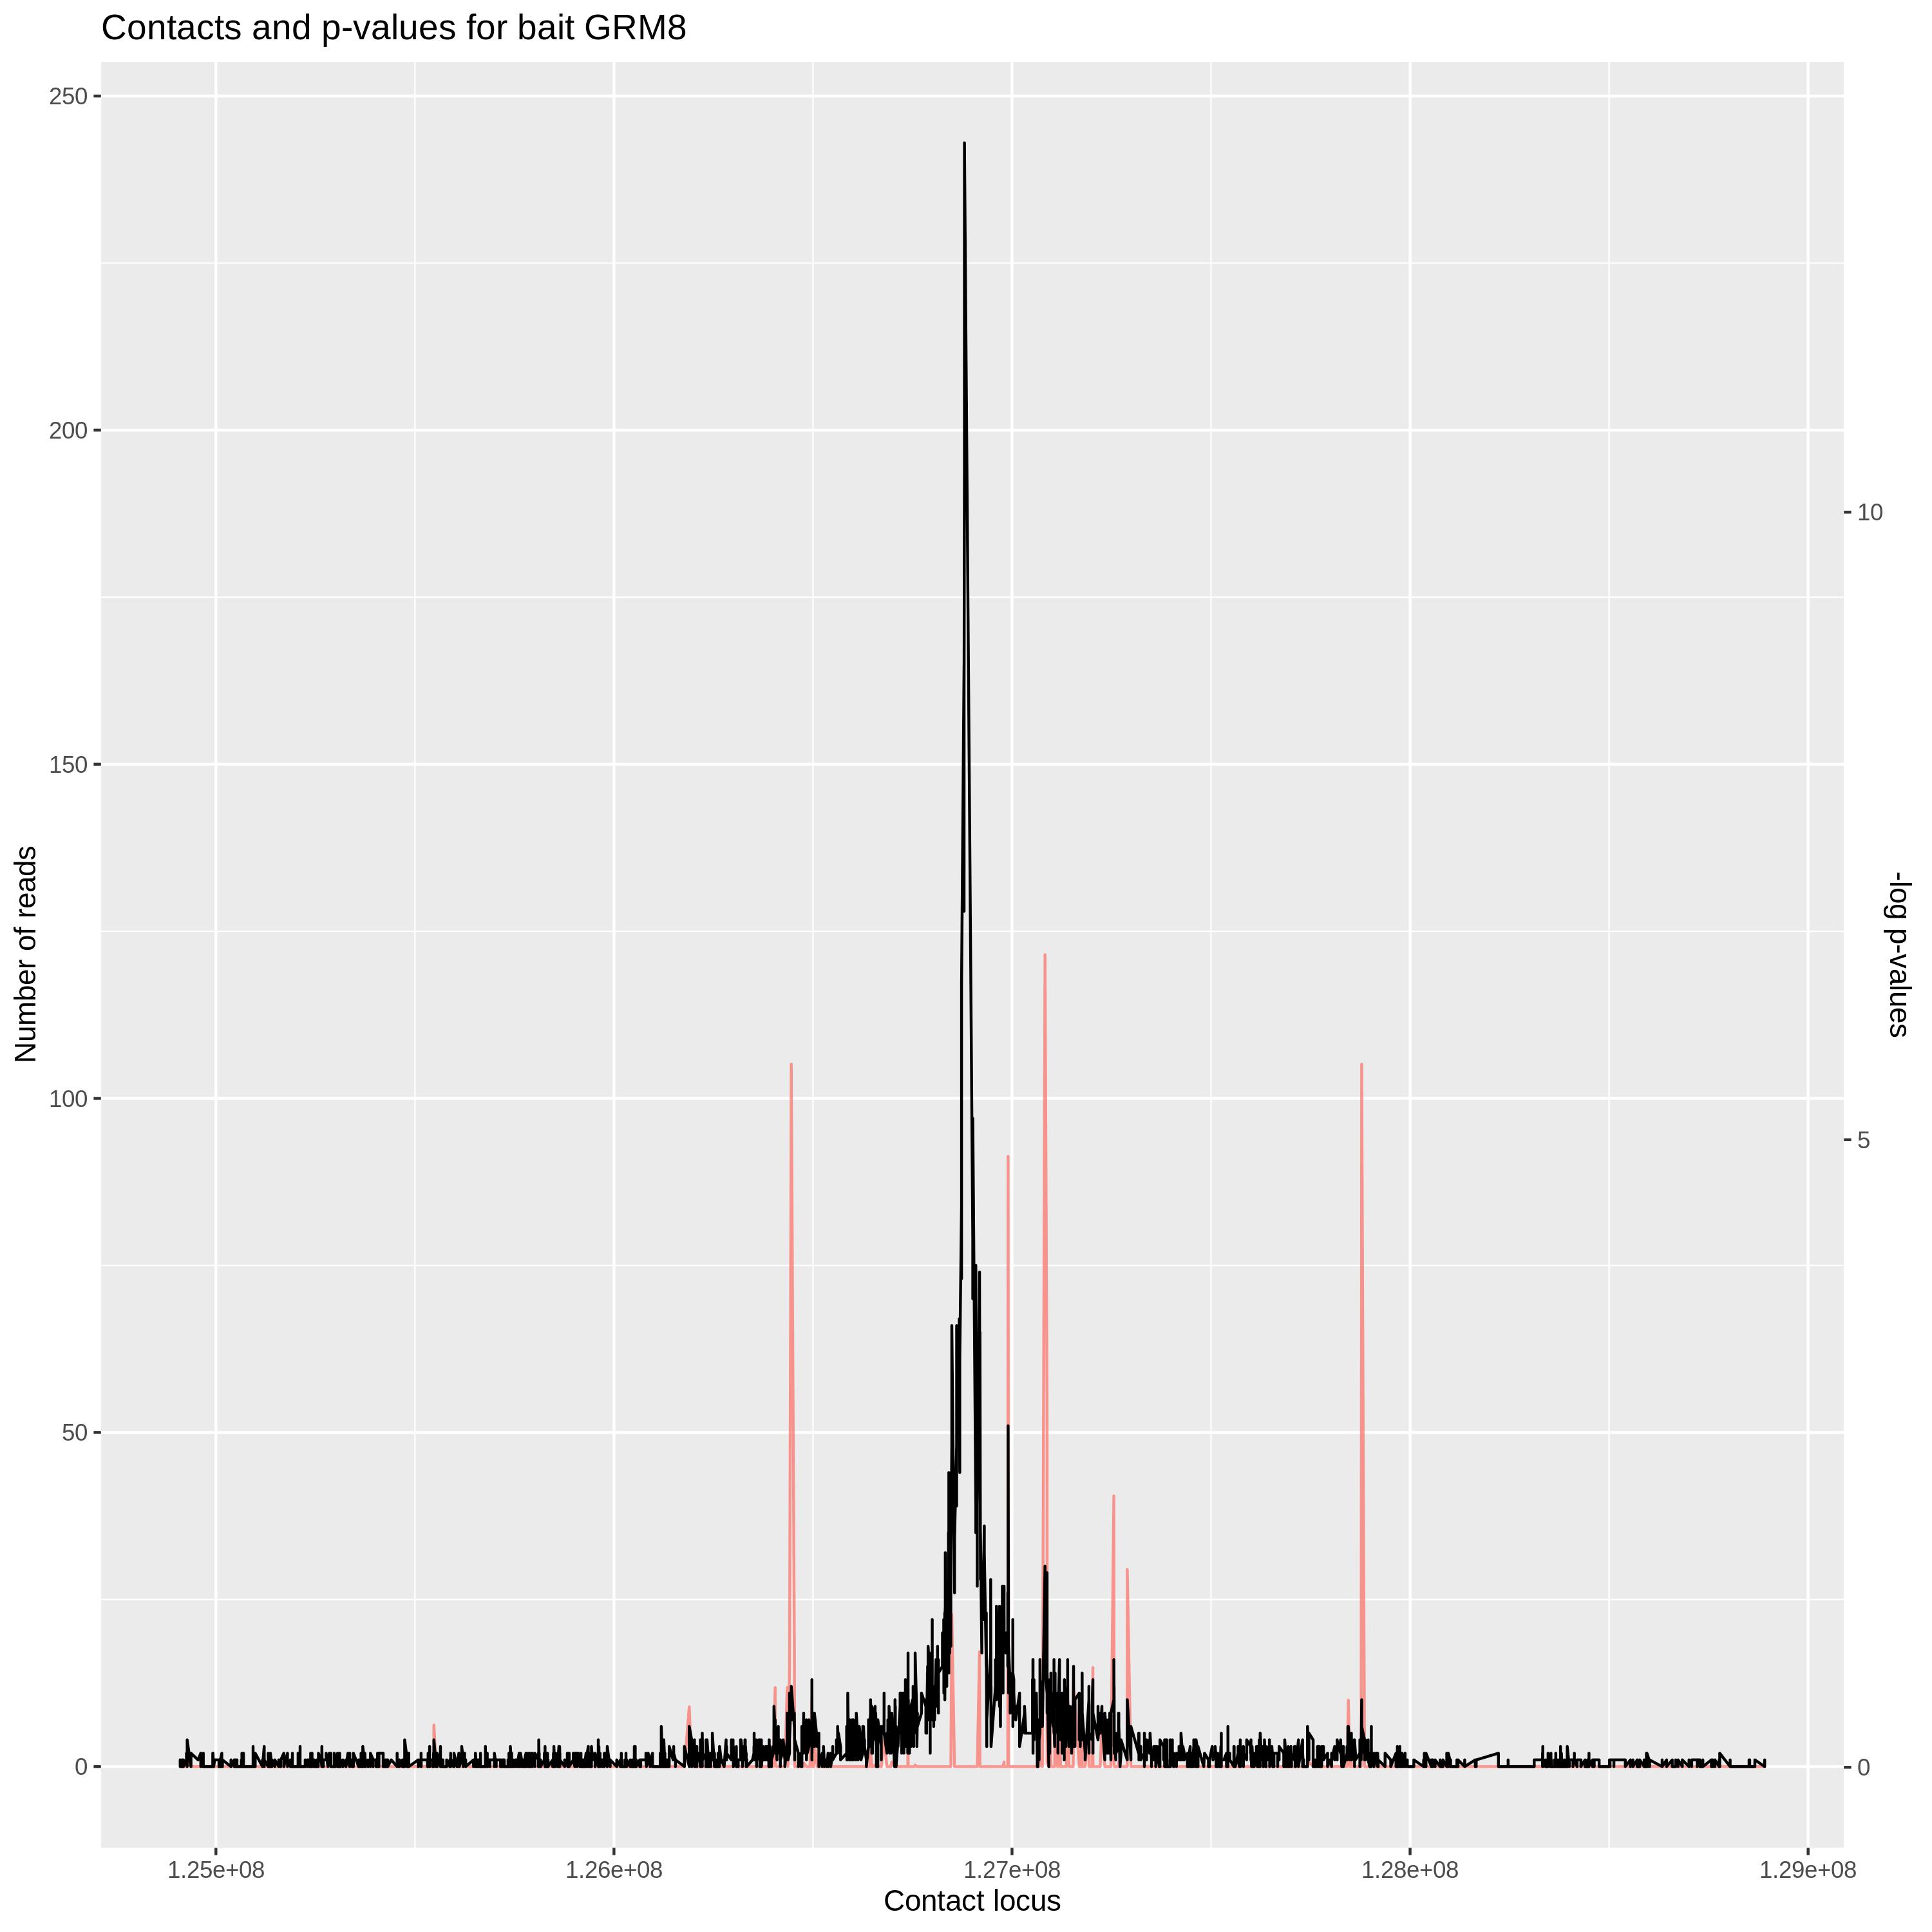 Contacts and p-values for bait GRM8
250
200
150
100
50
0
Number of reads
10
5
0
-log p-values
1.25e+08
1.26e+08
1.27e+08
1.28e+08
1.29e+08
Contact locus